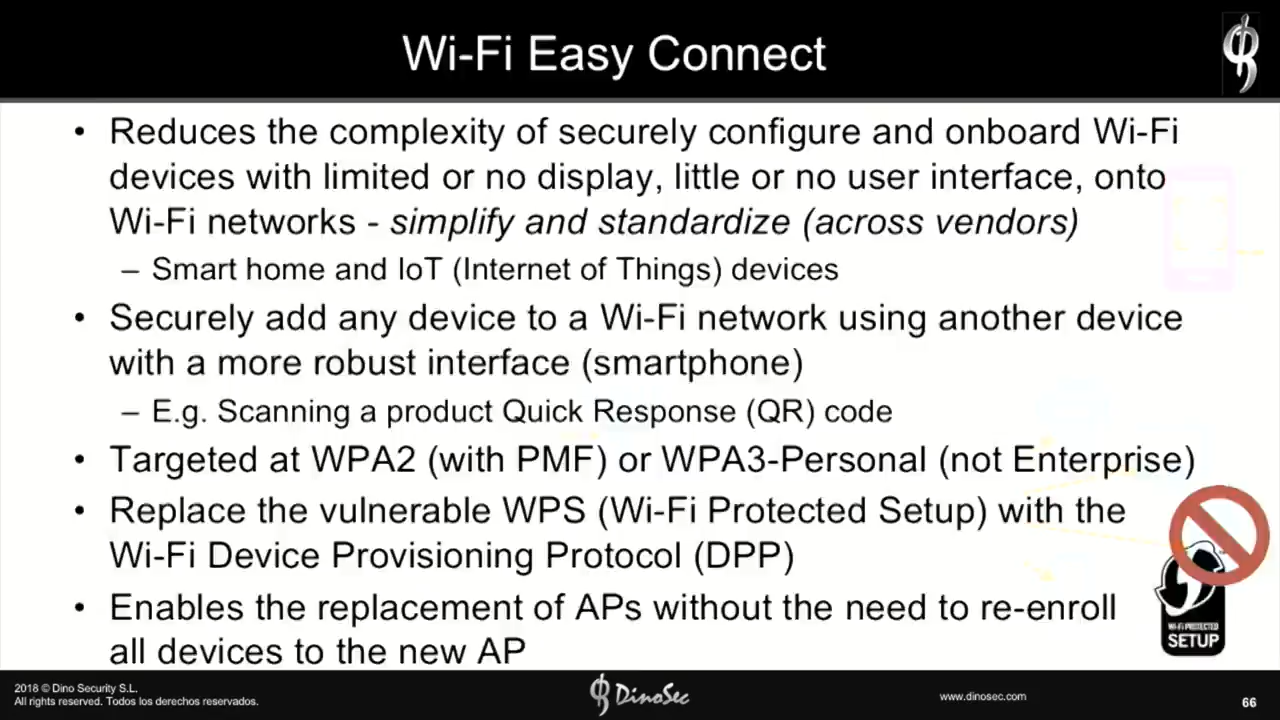 Wi-Fi Easy Connect
• Reduces the complexity of securely configure and onboard Wi-Fi
devices with limited or no display, little or no user interface, onto
Wi-Fi networks - simplify and standardize (across vendors)
– Smart home and IoT (Internet of Things) devices
• Securely add any device to a Wi-Fi network using another device
with a more robust interface (smartphone)
– E.g. Scanning a product Quick Response (QR) code
• Targeted at WPA2 (with PMF) or WPA3-Personal (not Enterprise)
• Replace the vulnerable WPS (Wi-Fi Protected Setup) with the
Wi-Fi Device Provisioning Protocol (DPP)
• Enables the replacement of APs without the need to re-enroll
all devices to the new AP
WI-FI PROTECTED
SETUP
2018 © Dino Security S.L.
All rights reserved. Todos los derechos reservados.
DinoSec
www.dinosec.com
66